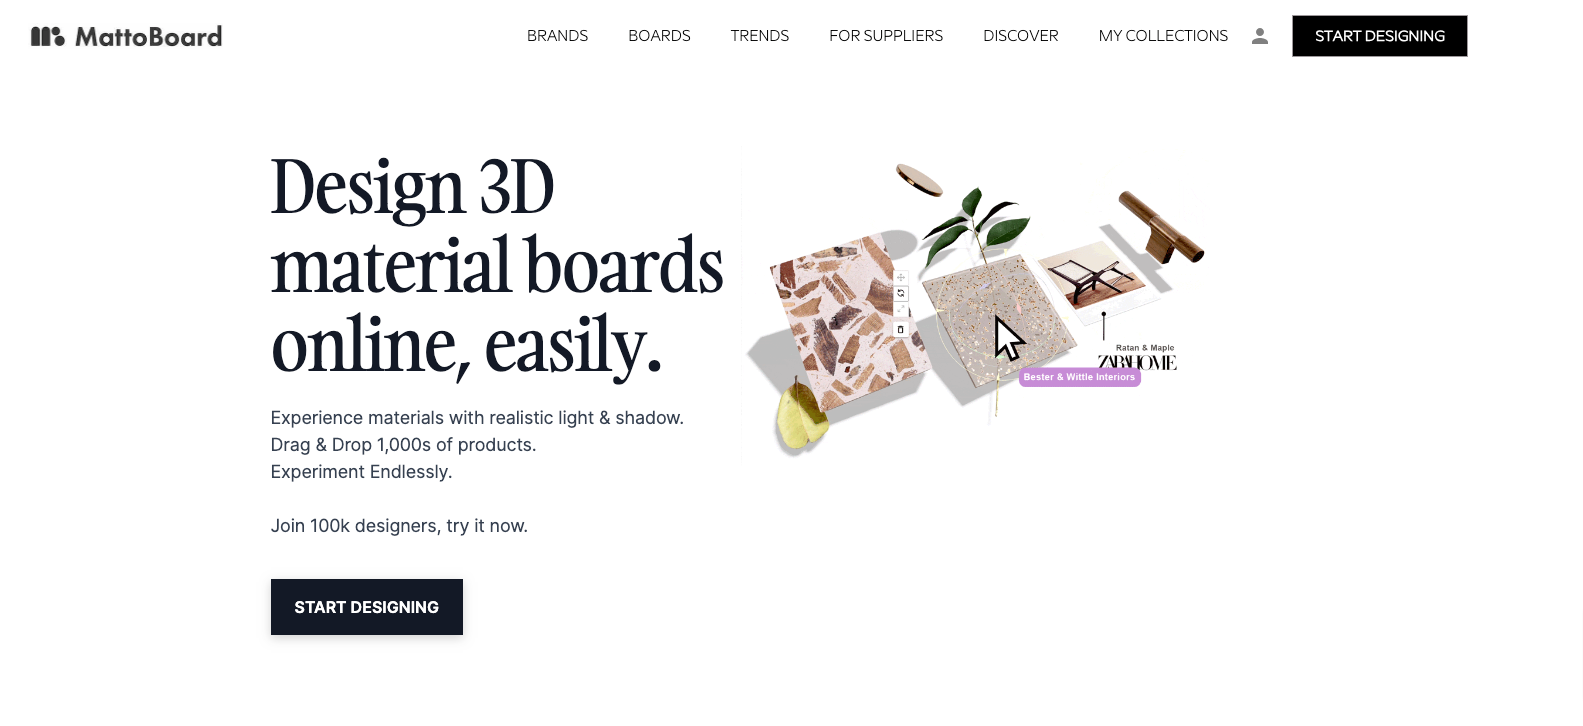 MattoBoard
BRANDS
BOARDS
TRENDS
FOR SUPPLIERS
DISCOVER
MY COLLECTIONS
START DESIGNING
Design 3D
material boards
online, easily.
Experience materials with realistic light & shadow.
Drag & Drop 1,000s of products.
Experiment Endlessly.
Join 100k designers, try it now.
START DESIGNING
Ratan & Maple
ZARAHOME
Bester & Wittle Interiors